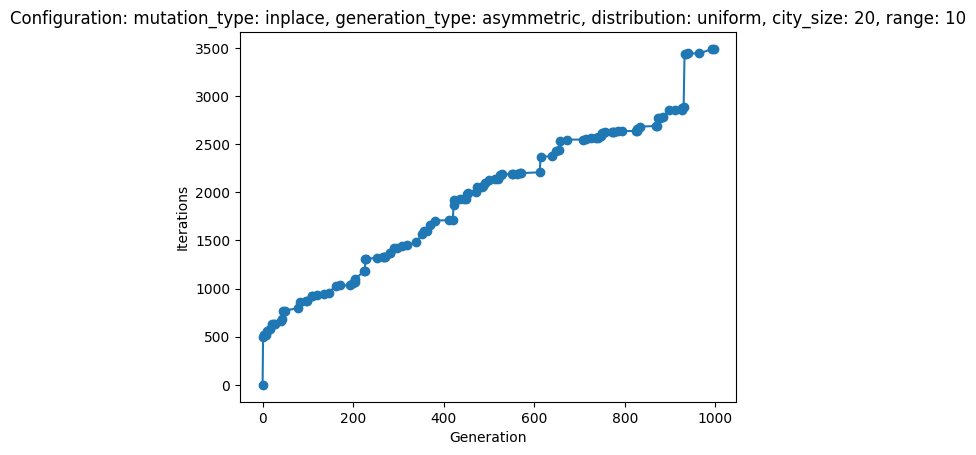 Configuration: mutation_type: inplace, generation_type: asymmetric, distribution: uniform, city_size: 20, range: 10
3500
3000
2500
2000
1500
1000
500
0
Iterations
0 200 400 600 800 1000
Generation